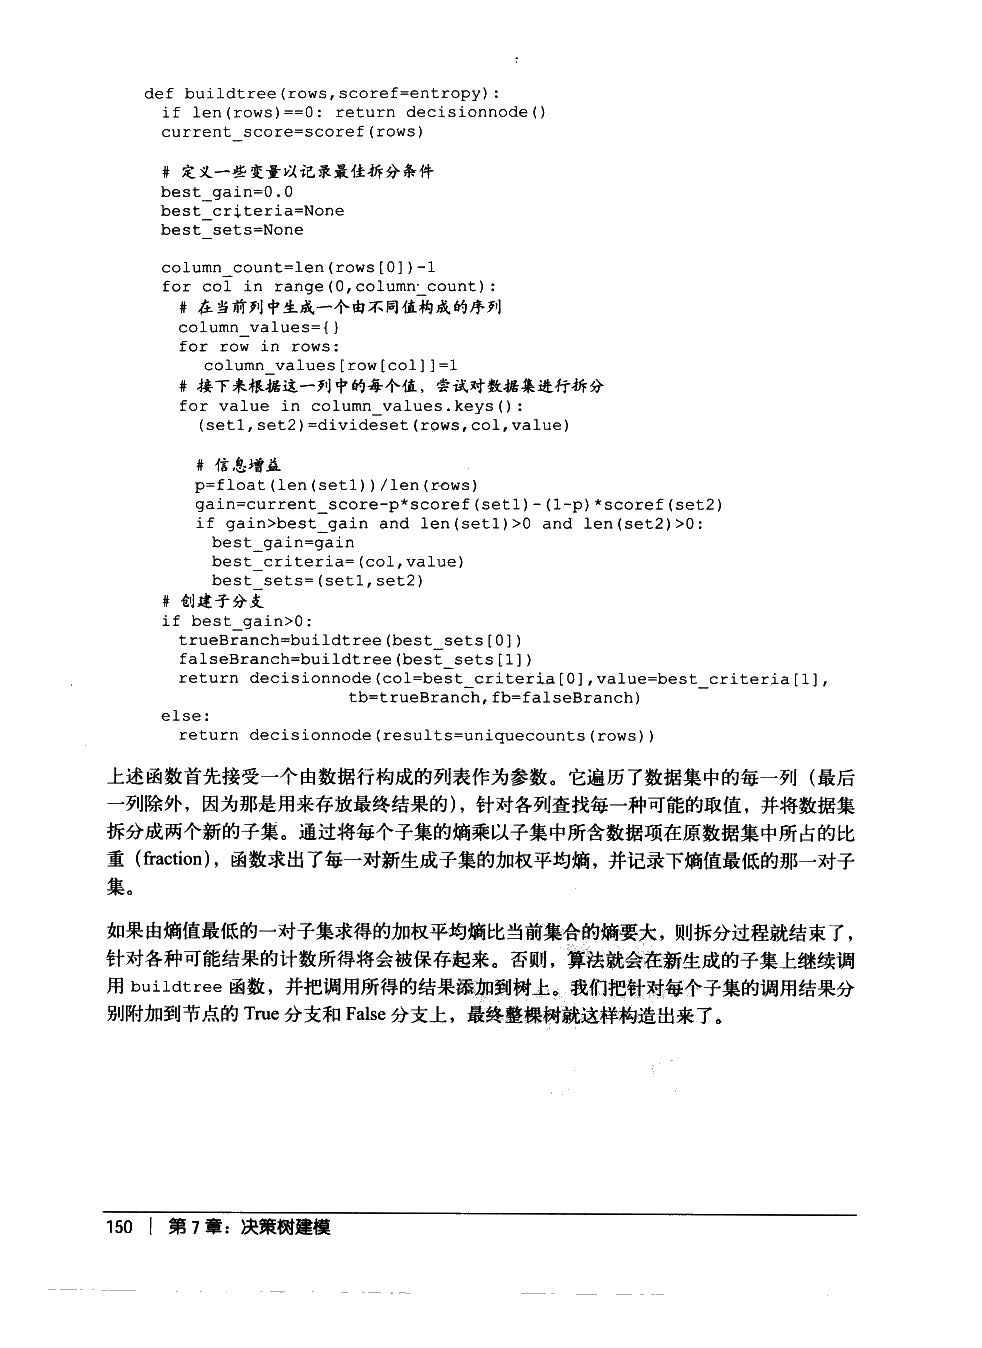 def buildtree(rows,scoref=entropy):
if len(rows)==0: return decisionnode()
current_score=scoref(rows)
# 定义一些变量以记录最佳拆分条件
best_gain=0.0
best_criteria=None
best_sets=None
column_count=len(rows[0])-1
for col in range(0,column_count):
# 在当前列中生成一个由不同值构成的序列
column_values={}
for row in rows:
column_values[row[col]]=1
# 接下来根据这一列中的每个值，尝试对数据集进行拆分
for value in column_values.keys():
(set1,set2)=divideset(rows,col,value)
# 信息增益
p=float(len(set1))/len(rows)
gain=current_score-p*scoref(set1)-(1-p)*scoref(set2)
if gain>best_gain and len(set1)>0 and len(set2)>0:
best_gain=gain
best_criteria=(col,value)
best_sets=(set1,set2)
# 创建子分支
if best_gain>0:
trueBranch=buildtree(best_sets[0])
falseBranch=buildtree(best_sets[1])
return decisionnode(col=best_criteria[0],value=best_criteria[1],
tb=trueBranch,fb=falseBranch)
else:
return decisionnode(results=uniquecounts(rows))
上述函数首先接受一个由数据行构成的列表作为参数。它遍历了数据集中的每一列（最后
一列除外，因为那是用来存放最终结果的），针对各列查找每一种可能的取值，并将数据集
拆分成两个新的子集。通过将每个子集的熵乘以子集中所含数据项在原数据集中所占的比
重（fraction），函数求出了每一对新生成子集的加权平均熵，并记录下熵值最低的那一对子
集。
如果由熵值最低的一对子集求得的加权平均熵比当前集合的熵要大，则拆分过程就结束了，
针对各种可能结果的计数所得将会被保存起来。否则，算法就会在新生成的子集上继续调
用 buildtree 函数，并把调用所得的结果添加到树上。我们把针对每个子集的调用结果分
别附加到节点的 True 分支和 False 分支上，最终整棵树就这样构造出来了。
150 | 第 7 章：决策树建模